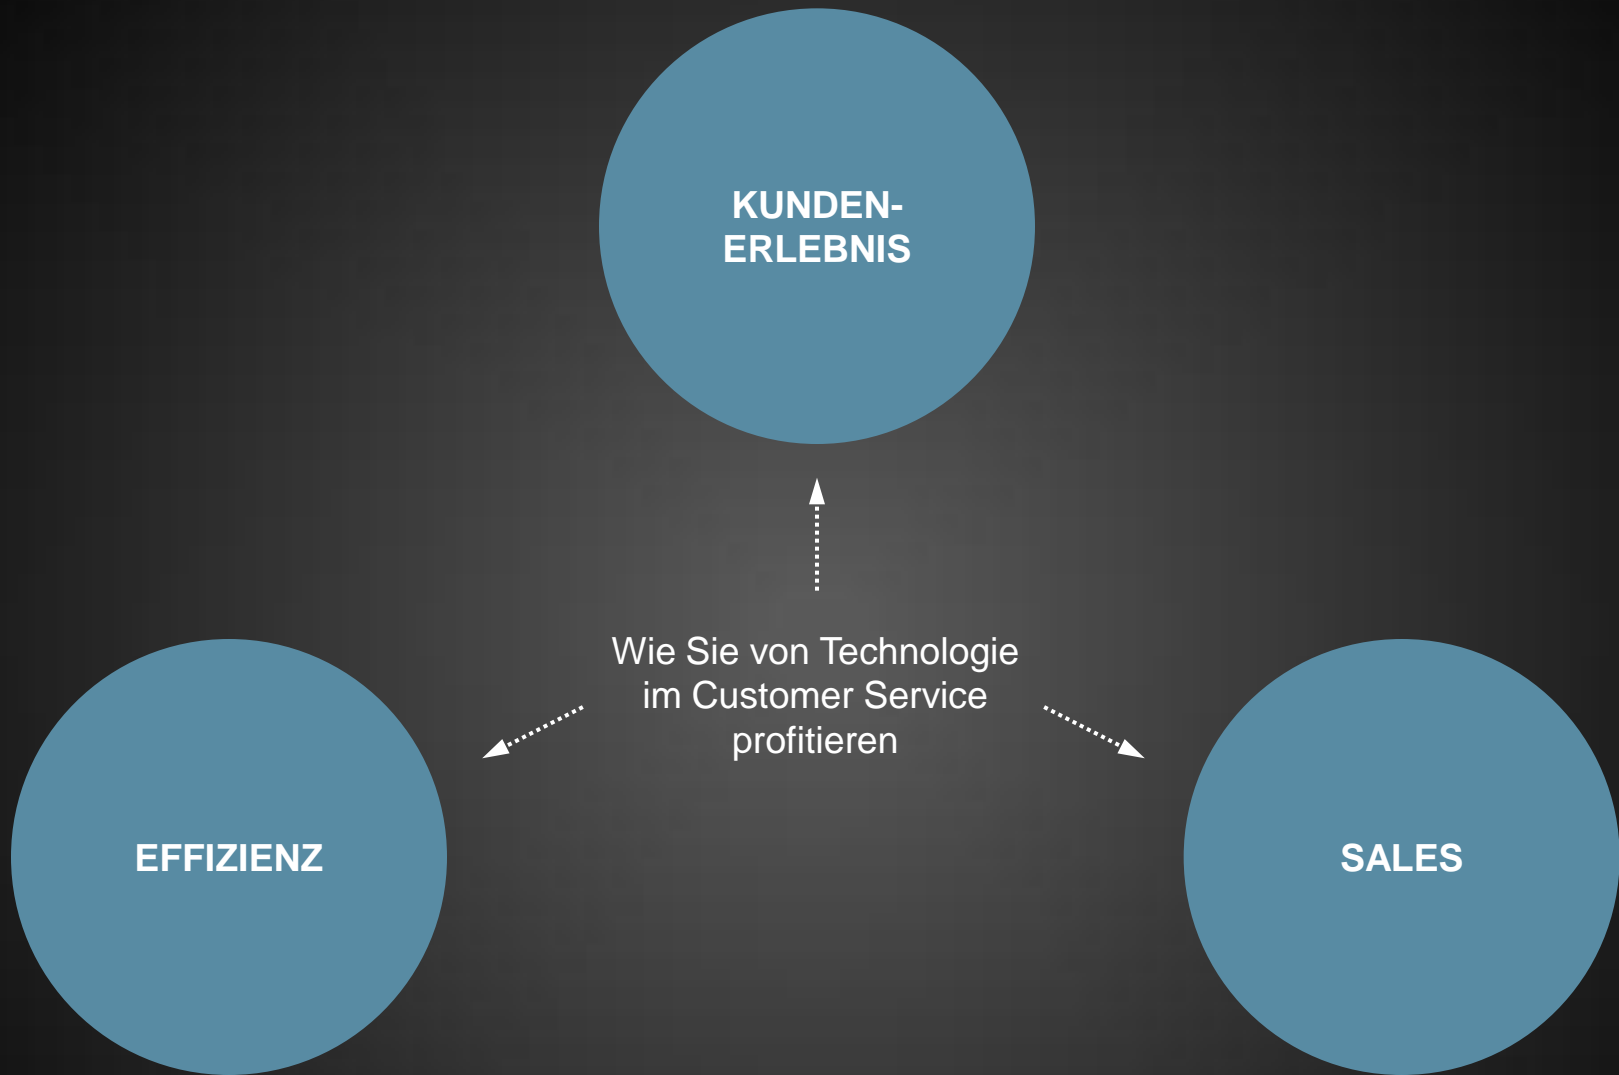 KUNDEN-
ERLEBNIS
Wie Sie von Technologie
im Customer Service
profitieren
EFFIZIENZ
SALES